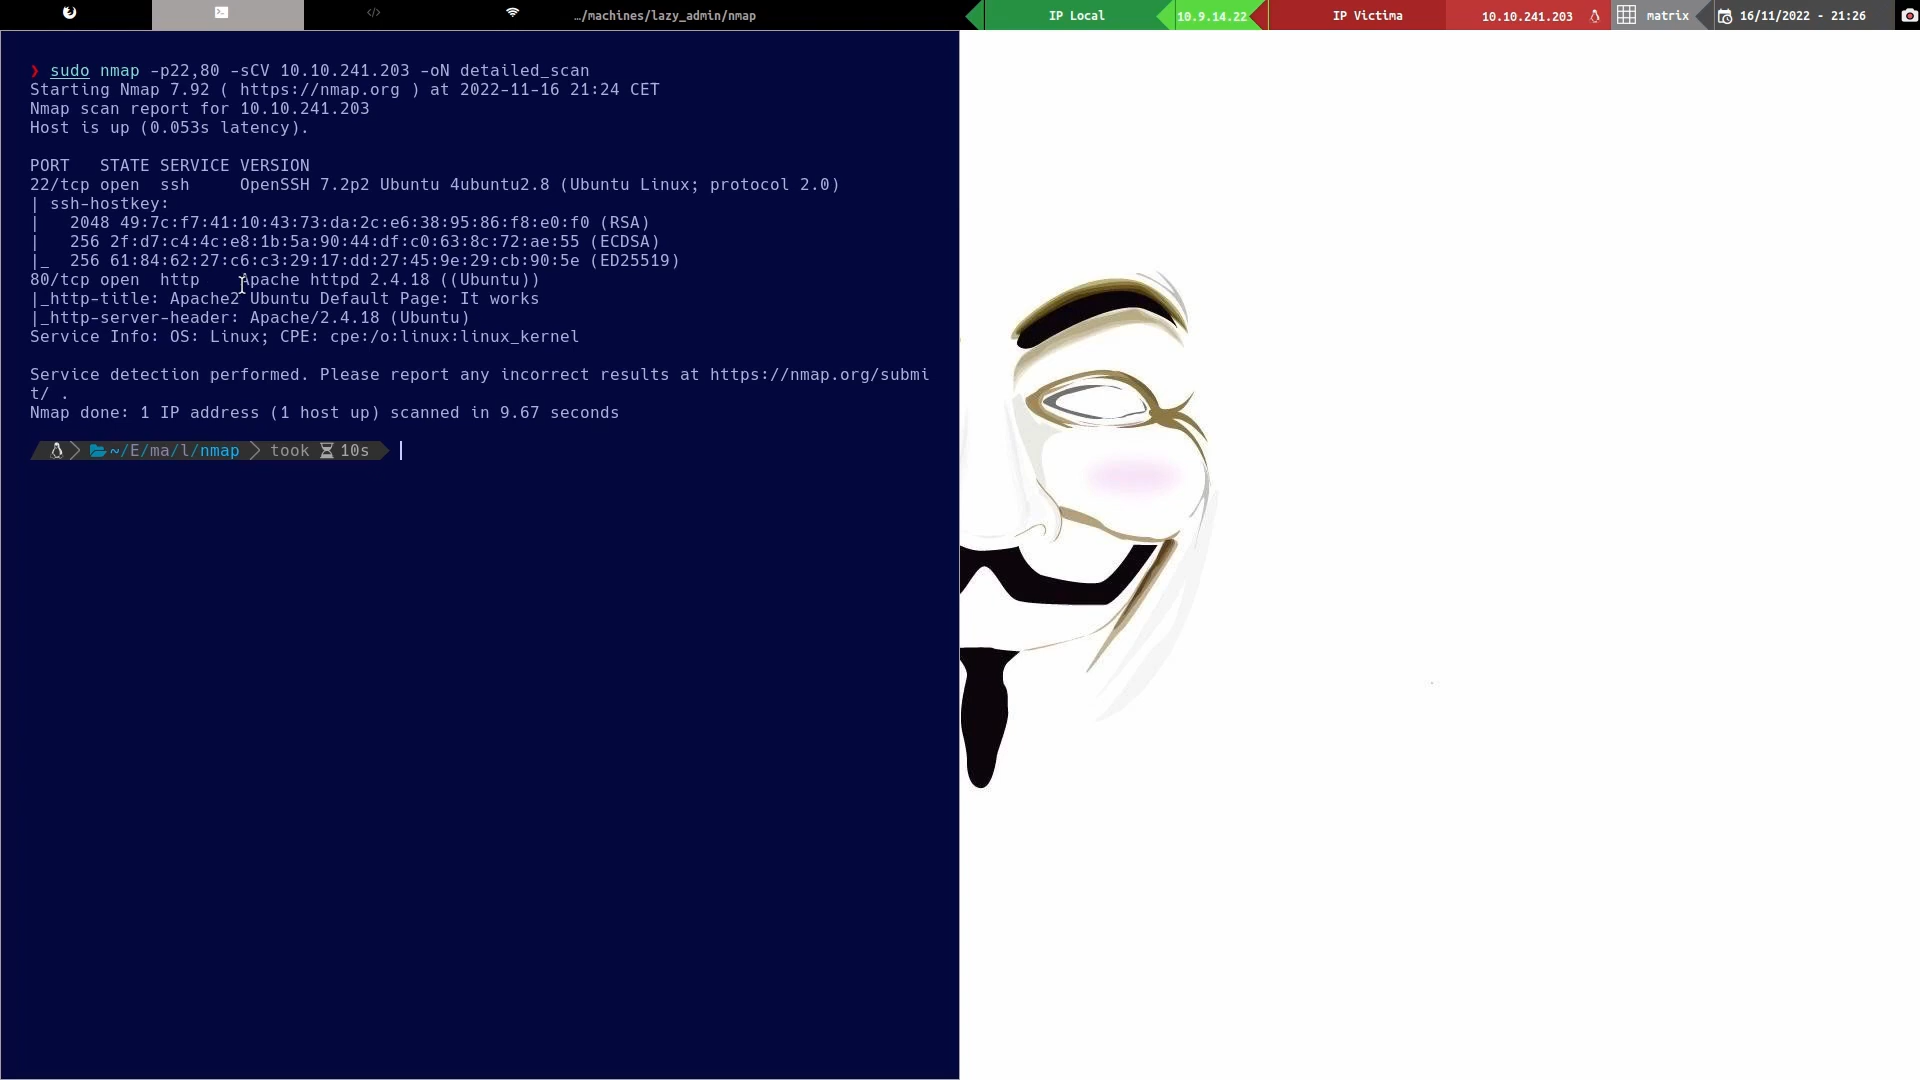 …/machines/lazy_admin/nmap
IP Local
10.9.14.22
IP Victima
10.10.241.203
matrix
16/11/2022 - 21:26
❯ sudo nmap -p22,80 -sCV 10.10.241.203 -oN detailed_scan
Starting Nmap 7.92 ( https://nmap.org ) at 2022-11-16 21:24 CET
Nmap scan report for 10.10.241.203
Host is up (0.053s latency).
PORT   STATE SERVICE VERSION
22/tcp open  ssh     OpenSSH 7.2p2 Ubuntu 4ubuntu2.8 (Ubuntu Linux; protocol 2.0)
| ssh-hostkey:
|   2048 49:7c:f7:41:10:43:73:da:2c:e6:38:95:86:f8:e0:f0 (RSA)
|   256 2f:d7:c4:4c:e8:1b:5a:90:44:df:c0:63:8c:72:ae:55 (ECDSA)
|_  256 61:84:62:27:c6:c3:29:17:dd:27:45:9e:29:cb:90:5e (ED25519)
80/tcp open  http    Apache httpd 2.4.18 ((Ubuntu))
|_http-title: Apache2 Ubuntu Default Page: It works
|_http-server-header: Apache/2.4.18 (Ubuntu)
Service Info: OS: Linux; CPE: cpe:/o:linux:linux_kernel
Service detection performed. Please report any incorrect results at https://nmap.org/submi
t/ .
Nmap done: 1 IP address (1 host up) scanned in 9.67 seconds
~/E/ma/l/nmap took 10s